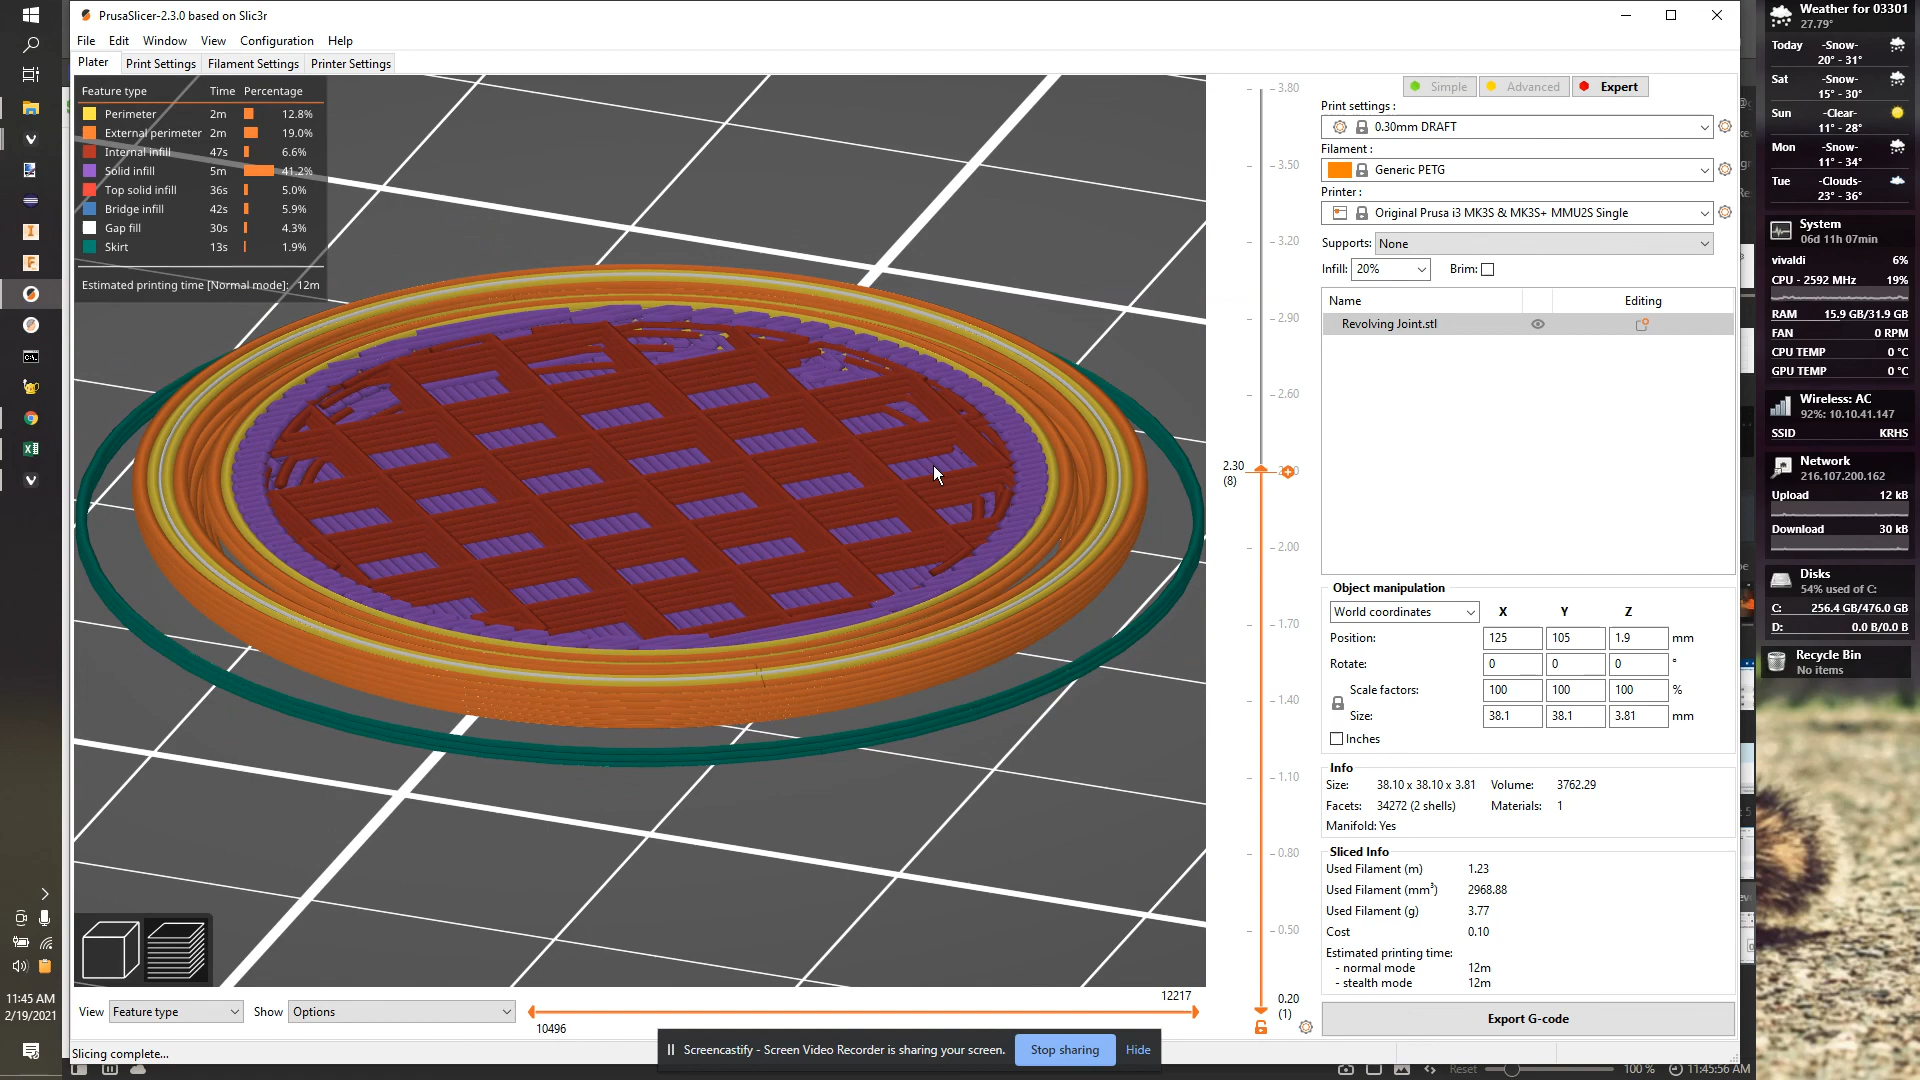 PrusaSlicer-2.3.0 based on Slic3r
File Edit Window View Configuration Help
Plater Print Settings Filament Settings Printer Settings
Feature type Time Percentage
Perimeter 2m 12.8%
External perimeter 2m 19.0%
Internal infill 47s 6.6%
Solid infill 5m 41.2%
Top solid infill 36s 5.0%
Bridge infill 42s 5.9%
Gap fill 30s 4.3%
Skirt 13s 1.9%
Estimated printing time [Normal mode]: 12m
3.80
3.50
3.20
2.90
2.60
2.30
(8)
2.00
1.70
1.40
1.10
0.80
0.50
0.20
(1)
Simple Advanced Expert
Print settings :
0.30mm DRAFT
Filament :
Generic PETG
Printer :
Original Prusa i3 MK3S & MK3S+ MMU2S Single
Supports: None
Infill: 20% Brim:
Name Editing
Revolving Joint.stl
Object manipulation
World coordinates X Y Z
Position: 125 105 1.9 mm
Rotate: 0 0 0 °
Scale factors: 100 100 100 %
Size: 38.1 38.1 3.81 mm
Inches
Info
Size: 38.10 x 38.10 x 3.81 Volume: 3762.29
Facets: 34272 (2 shells) Materials: 1
Manifold: Yes
Sliced Info
Used Filament (m) 1.23
Used Filament (mm³) 2968.88
Used Filament (g) 3.77
Cost 0.10
Estimated printing time:
- normal mode 12m
- stealth mode 12m
Export G-code
12217
View Feature type Show Options
10496
Slicing complete...
Screencastify - Screen Video Recorder is sharing your screen. Stop sharing Hide
Reset 100 % 11:45:56 AM
11:45 AM
2/19/2021
Weather for 03301
27.79°
Today -Snow-
20° - 31°
Sat -Snow-
15° - 30°
Sun -Clear-
11° - 28°
Mon -Snow-
11° - 34°
Tue -Clouds-
23° - 36°
System
06d 11h 07min
vivaldi 6%
CPU - 2592 MHz 19%
RAM 15.9 GB/31.9 GB
FAN 0 RPM
CPU TEMP 0 °C
GPU TEMP 0 °C
Wireless: AC
92%: 10.10.41.147
SSID KRHS
Network
216.107.200.162
Upload 12 kB
Download 30 kB
Disks
54% used of C:
C: 256.4 GB/476.0 GB
D: 0.0 B/0.0 B
Recycle Bin
No items